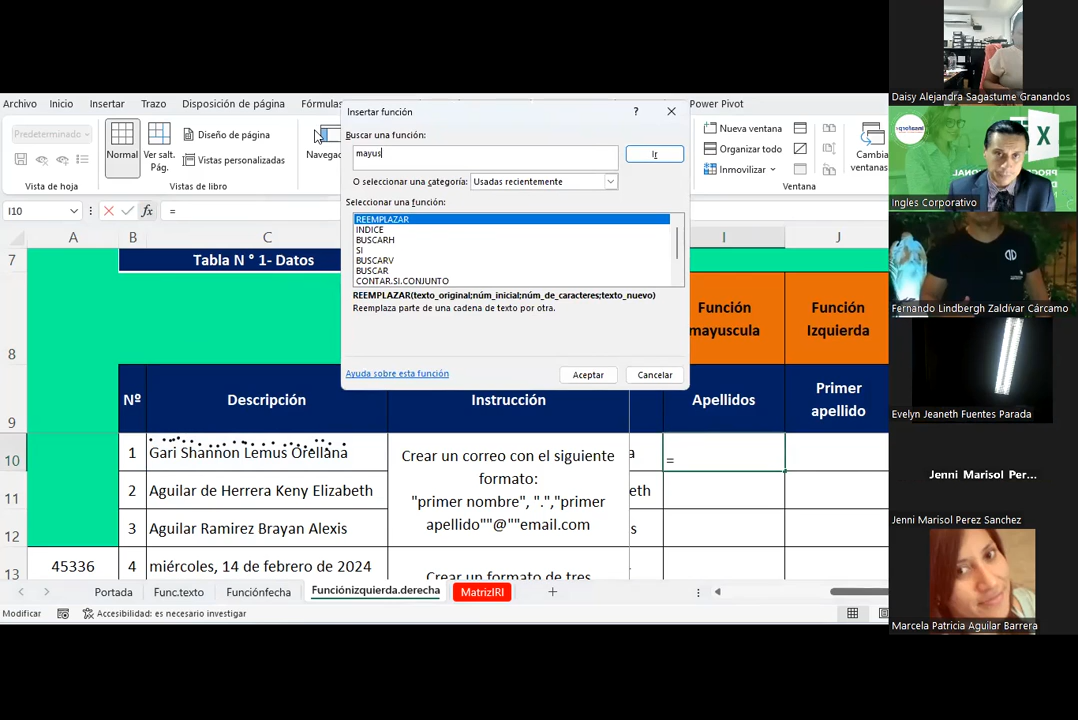 Archivo Inicio Insertar Trazo Disposición de página Fórmulas Power Pivot
Predeterminado
Normal
Ver salt. Pág.
Diseño de página
Vistas personalizadas
Vista de hoja
Vistas de libro
Navegac
Nueva ventana
Organizar todo
Inmovilizar
Cambia
ventanas
Ventana
Insertar función
?
Buscar una función:
mayus
Ir
O seleccionar una categoría: Usadas recientemente
Seleccionar una función:
REEMPLAZAR
INDICE
BUSCARH
SI
BUSCARV
BUSCAR
CONTAR.SI.CONJUNTO
REEMPLAZAR(texto_original;núm_inicial;núm_de_caracteres;texto_nuevo)
Reemplaza parte de una cadena de texto por otra.
Ayuda sobre esta función
Aceptar
Cancelar
I10 fx =
A B C I J
7 Tabla N ° 1- Datos
8 Función mayuscula Función Izquierda
9 Nº Descripción Instrucción Apellidos Primer apellido
10 1 Gari Shannon Lemus Orellana a =
Crear un correo con el siguiente
formato:
"primer nombre", ".","primer
apellido""@""email.com
11 2 Aguilar de Herrera Keny Elizabeth eth
12 3 Aguilar Ramirez Brayan Alexis s
13 45336 4 miércoles, 14 de febrero de 2024 Crear un formato de tres
Portada Func.texto Funciónfecha Funciónizquierda.derecha MatrizIRI
Modificar Accesibilidad: es necesario investigar
Daisy Alejandra Sagastume Granandos
Ingles Corporativo
Fernando Lindbergh Zaldívar Cárcamo
Evelyn Jeaneth Fuentes Parada
Jenni Marisol Per...
Jenni Marisol Perez Sanchez
Marcela Patricia Aguilar Barrera